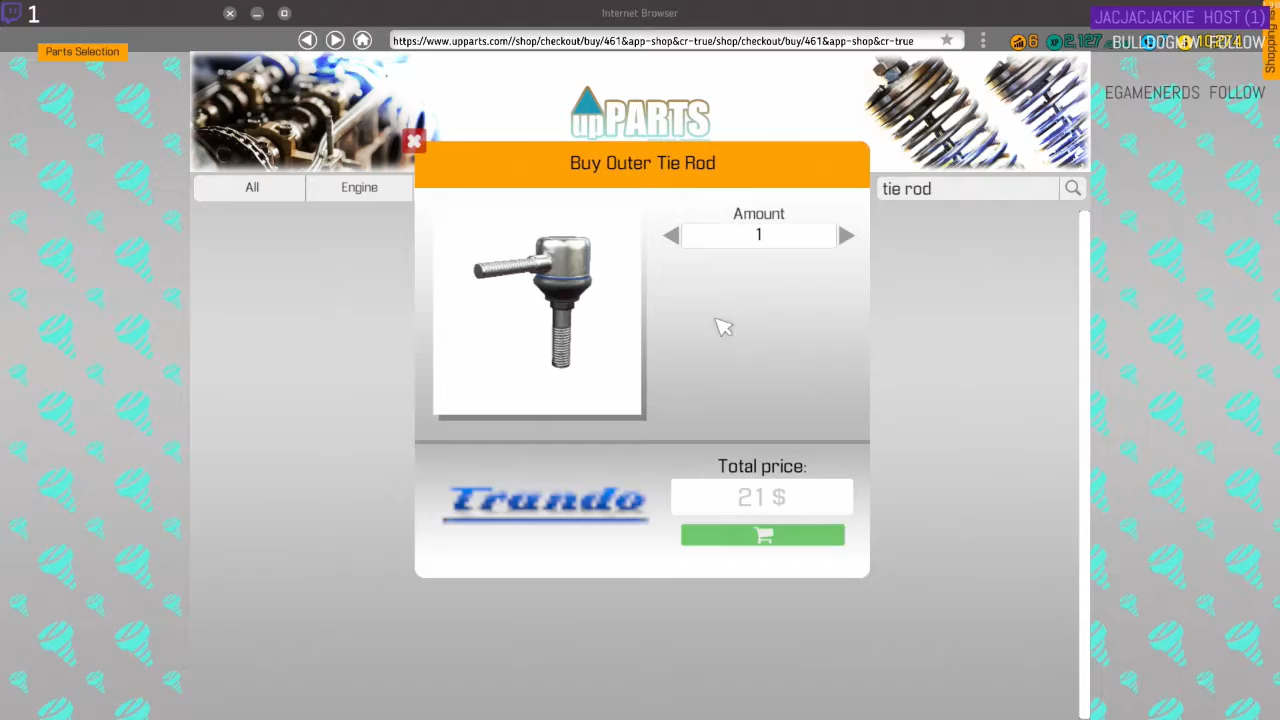 1
Internet Browser
JACJACJACKIE HOST (1)
https://www.upparts.com//shop/checkout/buy/461&app-shop&cr-true/shop/checkout/buy/461&app-shop&cr-true
6
XP 2,127
FOLLOW
Parts Selection
EGAMENERDS FOLLOW
upPARTS
Buy Outer Tie Rod
All
Engine
tie rod
Amount
1
Total price:
Trando
21 $